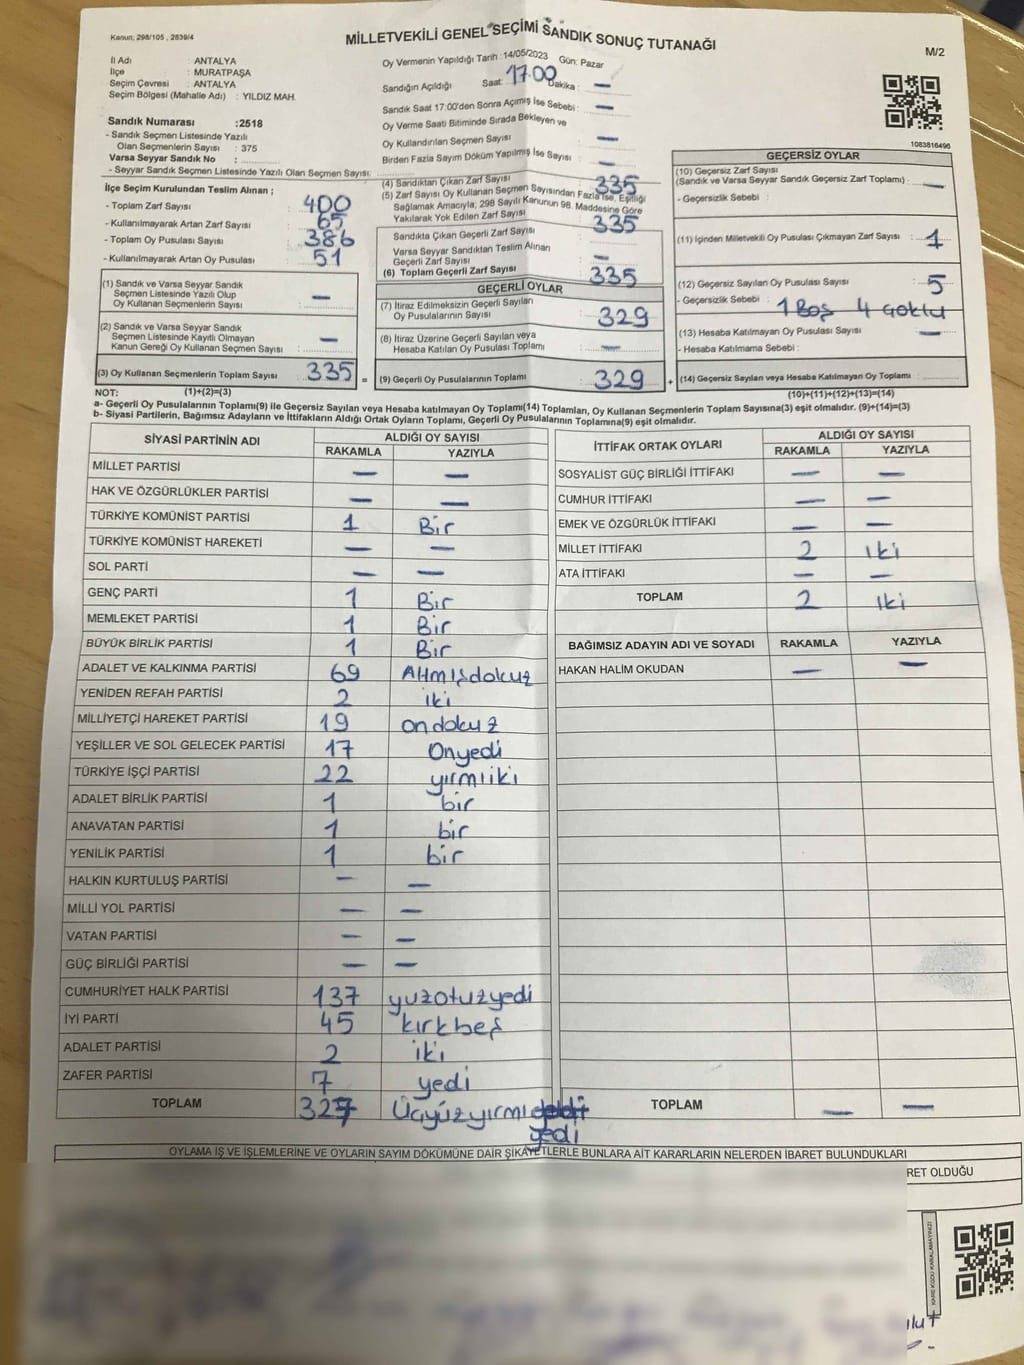 Kanun: 298/105 , 2839/4
MİLLETVEKİLİ GENEL SEÇİMİ SANDIK SONUÇ TUTANAĞI
M/2
İl Adı : ANTALYA
İlçe : MURATPAŞA
Seçim Çevresi : ANTALYA
Seçim Bölgesi (Mahalle Adı) : YILDIZ MAH.
Oy Vermenin Yapıldığı Tarih : 14/05/2023 Gün: Pazar
Sandığın Açıldığı Saat: 17.00 Dakika : —
Sandık Saat 17:00'den Sonra Açımış İse Sebebi : —
Oy Verme Saati Bitiminde Sırada Bekleyen ve
Oy Kullandırılan Seçmen Sayısı : —
Birden Fazla Sayım Döküm Yapılmış İse Sayısı : —
1083816496
Sandık Numarası :2518
- Sandık Seçmen Listesinde Yazılı
Olan Seçmenlerin Sayısı : 375
Varsa Seyyar Sandık No :
- Seyyar Sandık Seçmen Listesinde Yazılı Olan Seçmen Sayısı:
İlçe Seçim Kurulundan Teslim Alınan ;
- Toplam Zarf Sayısı : 400
- Kullanılmayarak Artan Zarf Sayısı : 65
- Toplam Oy Pusulası Sayısı : 386
- Kullanılmayarak Artan Oy Pusulası : 51
(1) Sandık ve Varsa Seyyar Sandık
Seçmen Listesinde Yazılı Olup
Oy Kullanan Seçmenlerin Sayısı : —
(2) Sandık ve Varsa Seyyar Sandık
Seçmen Listesinde Kayıtlı Olmayan
Kanun Gereği Oy Kullanan Seçmen Sayısı : —
(3) Oy Kullanan Seçmenlerin Toplam Sayısı : 335 =
(4) Sandıktan Çıkan Zarf Sayısı : 335
(5) Zarf Sayısı Oy Kullanan Seçmen Sayısından Fazla ise, Eşitliği
Sağlamak Amacıyla; 298 Sayılı Kanunun 98. Maddesine Göre
Yakılarak Yok Edilen Zarf Sayısı
Sandıkta Çıkan Geçerli Zarf Sayısı : 335
Varsa Seyyar Sandıktan Teslim Alınan
Geçerli Zarf Sayısı : —
(6) Toplam Geçerli Zarf Sayısı : 335
GEÇERLİ OYLAR
(7) İtiraz Edilmeksizin Geçerli Sayılan
Oy Pusulalarının Sayısı : 329
(8) İtiraz Üzerine Geçerli Sayılan veya
Hesaba Katılan Oy Pusulası Toplamı : —
(9) Geçerli Oy Pusulalarının Toplamı : 329 +
GEÇERSİZ OYLAR
(10) Geçersiz Zarf Sayısı
(Sandık ve Varsa Seyyar Sandık Geçersiz Zarf Toplamı) : —
- Geçersizlik Sebebi :
(11) İçinden Milletvekili Oy Pusulası Çıkmayan Zarf Sayısı : 1
(12) Geçersiz Sayılan Oy Pusulası Sayısı : 5
- Geçersizlik Sebebi : 1 Boş 4 Çoklu
(13) Hesaba Katılmayan Oy Pusulası Sayısı : —
- Hesaba Katılmama Sebebi :
(14) Geçersiz Sayılan veya Hesaba Katılmayan Oy Toplamı :
NOT: (1)+(2)=(3)
(10)+(11)+(12)+(13)=(14)
a- Geçerli Oy Pusulalarının Toplamı(9) ile Geçersiz Sayılan veya Hesaba katılmayan Oy Toplamı(14) Toplamları, Oy Kullanan Seçmenlerin Toplam Sayısına(3) eşit olmalıdır. (9)+(14)=(3)
b- Siyasi Partilerin, Bağımsız Adayların ve İttifakların Aldığı Ortak Oyların Toplamı, Geçerli Oy Pusulalarının Toplamına(9) eşit olmalıdır.
SİYASİ PARTİNİN ADI ALDIĞI OY SAYISI
RAKAMLA YAZIYLA
MİLLET PARTİSİ — —
HAK VE ÖZGÜRLÜKLER PARTİSİ — —
TÜRKİYE KOMÜNİST PARTİSİ 1 Bir
TÜRKİYE KOMÜNİST HAREKETİ — —
SOL PARTİ — —
GENÇ PARTİ 1 Bir
MEMLEKET PARTİSİ 1 Bir
BÜYÜK BİRLİK PARTİSİ 1 Bir
ADALET VE KALKINMA PARTİSİ 69 Altmışdokuz
YENİDEN REFAH PARTİSİ 2 iki
MİLLİYETÇİ HAREKET PARTİSİ 19 ondokuz
YEŞİLLER VE SOL GELECEK PARTİSİ 17 Onyedi
TÜRKİYE İŞÇİ PARTİSİ 22 yırmiiki
ADALET BİRLİK PARTİSİ 1 bir
ANAVATAN PARTİSİ 1 bir
YENİLİK PARTİSİ 1 bir
HALKIN KURTULUŞ PARTİSİ — —
MİLLİ YOL PARTİSİ — —
VATAN PARTİSİ — —
GÜÇ BİRLİĞİ PARTİSİ — —
CUMHURİYET HALK PARTİSİ 137 yuzotuzyedi
İYİ PARTİ 45 kırkbeş
ADALET PARTİSİ 2 iki
ZAFER PARTİSİ 7 yedi
TOPLAM 327 Üçyüzyırmi
yedi
İTTİFAK ORTAK OYLARI ALDIĞI OY SAYISI
RAKAMLA YAZIYLA
SOSYALİST GÜÇ BİRLİĞİ İTTİFAKI — —
CUMHUR İTTİFAKI — —
EMEK VE ÖZGÜRLÜK İTTİFAKI — —
MİLLET İTTİFAKI 2 iki
ATA İTTİFAKI — —
TOPLAM 2 iki
BAĞIMSIZ ADAYIN ADI VE SOYADI RAKAMLA YAZIYLA
HAKAN HALİM OKUDAN — —
TOPLAM — —
OYLAMA İŞ VE İŞLEMLERİNE VE OYLARIN SAYIM DÖKÜMÜNE DAİR ŞİKAYETLERLE BUNLARA AİT KARARLARIN NELERDEN İBARET BULUNDUKLARI
RET OLDUĞU
KARE KODU KARALAMAYINIZ!